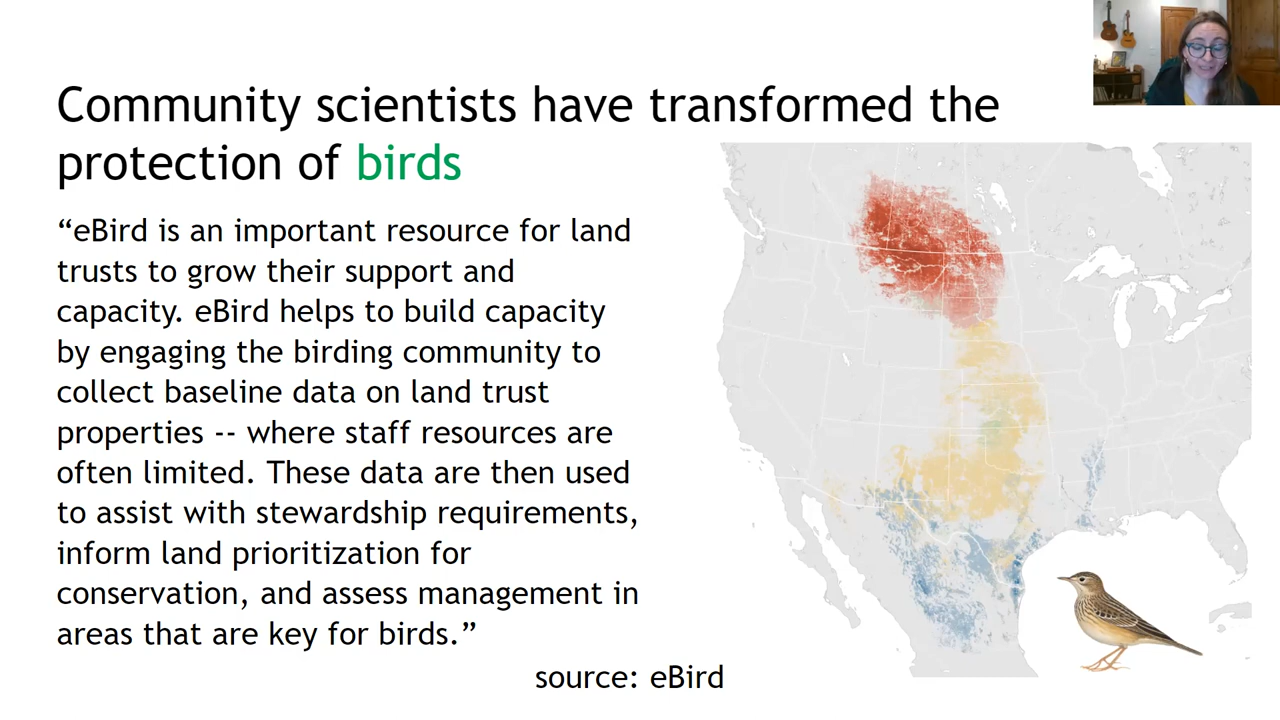 Community scientists have transformed the
protection of birds
“eBird is an important resource for land
trusts to grow their support and
capacity. eBird helps to build capacity
by engaging the birding community to
collect baseline data on land trust
properties -- where staff resources are
often limited. These data are then used
to assist with stewardship requirements,
inform land prioritization for
conservation, and assess management in
areas that are key for birds.”
source: eBird